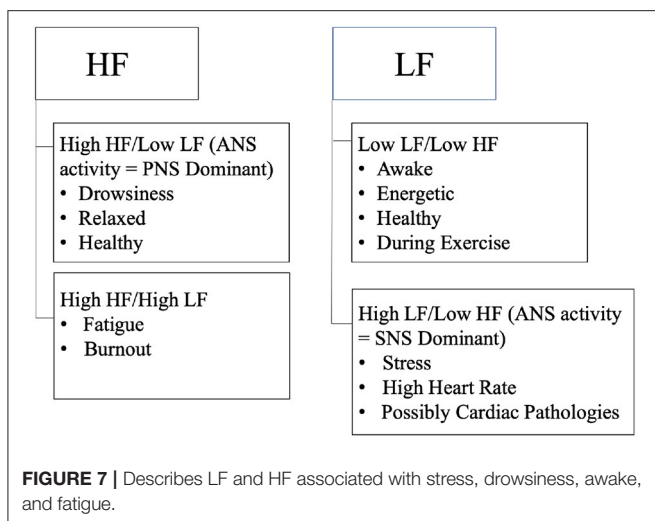 HF
High HF/Low LF (ANS
activity = PNS Dominant)
• Drowsiness
• Relaxed
• Healthy
High HF/High LF
• Fatigue
• Burnout
LF
Low LF/Low HF
• Awake
• Energetic
• Healthy
• During Exercise
High LF/Low HF (ANS activity
= SNS Dominant)
• Stress
• High Heart Rate
• Possibly Cardiac Pathologies
FIGURE 7 | Describes LF and HF associated with stress, drowsiness, awake,
and fatigue.